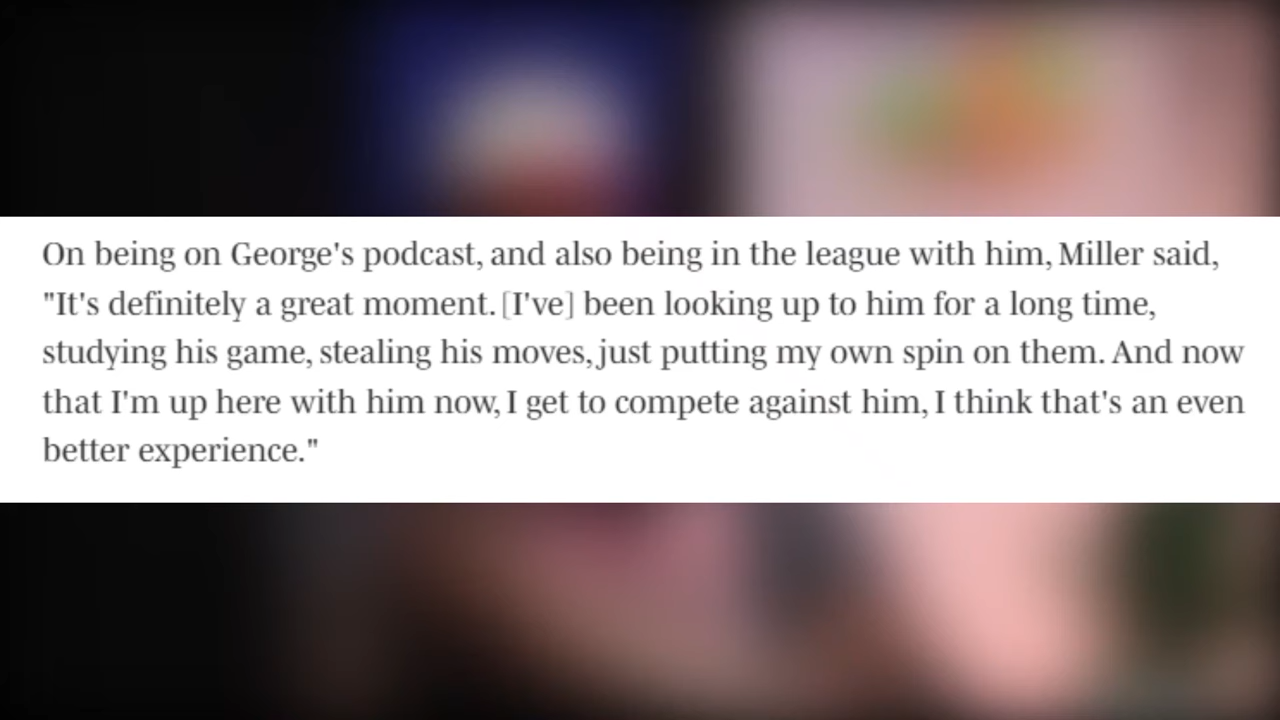 On being on George's podcast, and also being in the league with him, Miller said,
"It's definitely a great moment. [I've] been looking up to him for a long time,
studying his game, stealing his moves, just putting my own spin on them. And now
that I'm up here with him now, I get to compete against him, I think that's an even
better experience."